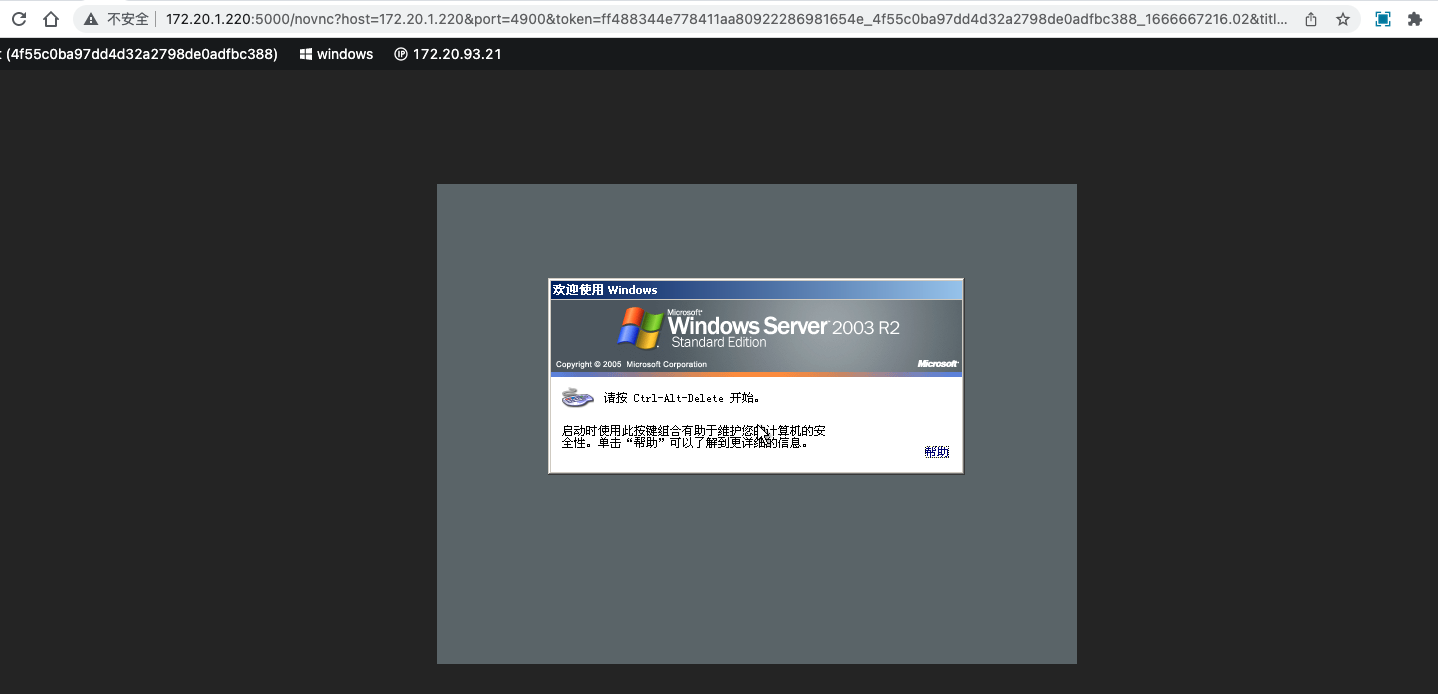 不安全
172.20.1.220:5000/novnc?host=172.20.1.220&port=4900&token=ff488344e778411aa80922286981654e_4f55c0ba97dd4d32a2798de0adfbc388_1666667216.02&titl...
(4f55c0ba97dd4d32a2798de0adfbc388)
windows
IP
172.20.93.21
欢迎使用 Windows
Microsoft®
Windows Server™ 2003 R2
Standard Edition
Copyright © 2005 Microsoft Corporation
Microsoft®
请按 Ctrl-Alt-Delete 开始。
启动时使用此按键组合有助于维护您的计算机的安
全性。单击“帮助”可以了解到更详细的信息。
帮助